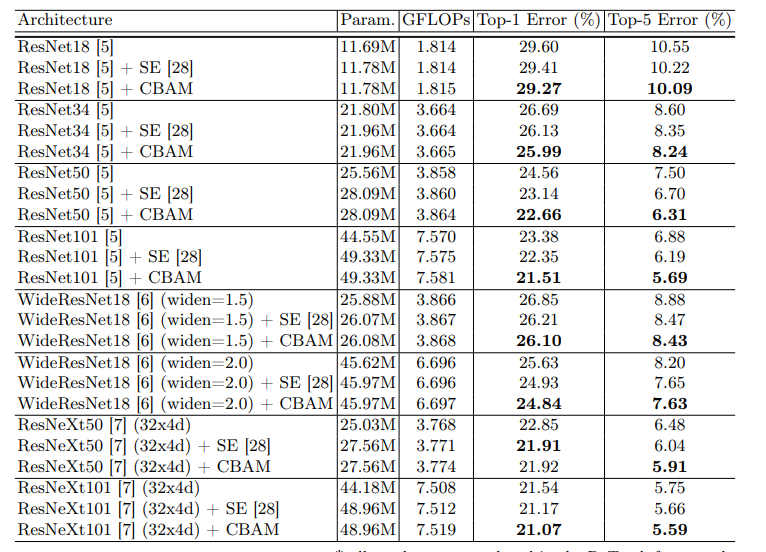 Architecture Param. GFLOPs Top-1 Error (%) Top-5 Error (%)
ResNet18 [5] 11.69M 1.814 29.60 10.55
ResNet18 [5] + SE [28] 11.78M 1.814 29.41 10.22
ResNet18 [5] + CBAM 11.78M 1.815 29.27 10.09
ResNet34 [5] 21.80M 3.664 26.69 8.60
ResNet34 [5] + SE [28] 21.96M 3.664 26.13 8.35
ResNet34 [5] + CBAM 21.96M 3.665 25.99 8.24
ResNet50 [5] 25.56M 3.858 24.56 7.50
ResNet50 [5] + SE [28] 28.09M 3.860 23.14 6.70
ResNet50 [5] + CBAM 28.09M 3.864 22.66 6.31
ResNet101 [5] 44.55M 7.570 23.38 6.88
ResNet101 [5] + SE [28] 49.33M 7.575 22.35 6.19
ResNet101 [5] + CBAM 49.33M 7.581 21.51 5.69
WideResNet18 [6] (widen=1.5) 25.88M 3.866 26.85 8.88
WideResNet18 [6] (widen=1.5) + SE [28] 26.07M 3.867 26.21 8.47
WideResNet18 [6] (widen=1.5) + CBAM 26.08M 3.868 26.10 8.43
WideResNet18 [6] (widen=2.0) 45.62M 6.696 25.63 8.20
WideResNet18 [6] (widen=2.0) + SE [28] 45.97M 6.696 24.93 7.65
WideResNet18 [6] (widen=2.0) + CBAM 45.97M 6.697 24.84 7.63
ResNeXt50 [7] (32x4d) 25.03M 3.768 22.85 6.48
ResNeXt50 [7] (32x4d) + SE [28] 27.56M 3.771 21.91 6.04
ResNeXt50 [7] (32x4d) + CBAM 27.56M 3.774 21.92 5.91
ResNeXt101 [7] (32x4d) 44.18M 7.508 21.54 5.75
ResNeXt101 [7] (32x4d) + SE [28] 48.96M 7.512 21.17 5.66
ResNeXt101 [7] (32x4d) + CBAM 48.96M 7.519 21.07 5.59